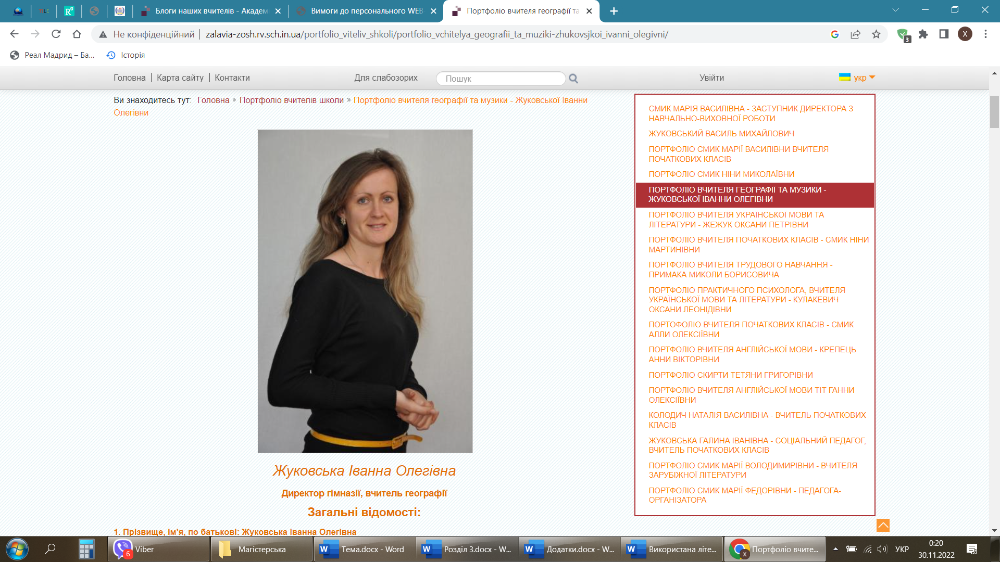 Блоги наших вчителів - Академі
Вимоги до персонального WEB
Портфоліо вчителя географії та
Не конфіденційний
zalavia-zosh.rv.sch.in.ua/portfolio_viteliv_shkoli/portfolio_vchitelya_geografii_ta_muziki-zhukovsjkoi_ivanni_olegivni/
3
X
Реал Мадрид – Ба...
Історія
Головна
Карта сайту
Контакти
Для слабозорих
Пошук
Увійти
укр
Ви знаходитесь тут: Головна » Портфоліо вчителів школи » Портфоліо вчителя географії та музики - Жуковської Іванни
Олегівни
Жуковська Іванна Олегівна
Директор гімназії, вчитель географії
Загальні відомості:
1. Прізвище, ім'я, по батькові: Жуковська Іванна Олегівна
СМИК МАРІЯ ВАСИЛІВНА - ЗАСТУПНИК ДИРЕКТОРА З
НАВЧАЛЬНО-ВИХОВНОЇ РОБОТИ
ЖУКОВСЬКИЙ ВАСИЛЬ МИХАЙЛОВИЧ
ПОРТФОЛІО СМИК МАРІЇ ВАСИЛІВНИ ВЧИТЕЛЯ
ПОЧАТКОВИХ КЛАСІВ
ПОРТФОЛІО СМИК НІНИ МИКОЛАЇВНИ
ПОРТФОЛІО ВЧИТЕЛЯ ГЕОГРАФІЇ ТА МУЗИКИ -
ЖУКОВСЬКОЇ ІВАННИ ОЛЕГІВНИ
ПОРТФОЛІО ВЧИТЕЛЯ УКРАЇНСЬКОЇ МОВИ ТА
ЛІТЕРАТУРИ - ЖЕЖУК ОКСАНИ ПЕТРІВНИ
ПОРТФОЛІО ВЧИТЕЛЯ ПОЧАТКОВИХ КЛАСІВ - СМИК НІНИ
МАРТИНІВНИ
ПОРТФОЛІО ВЧИТЕЛЯ ТРУДОВОГО НАВЧАННЯ -
ПРИМАКА МИКОЛИ БОРИСОВИЧА
ПОРТФОЛІО ПРАКТИЧНОГО ПСИХОЛОГА, ВЧИТЕЛЯ
УКРАЇНСЬКОЇ МОВИ ТА ЛІТЕРАТУРИ - КУЛАКЕВИЧ
ОКСАНИ ЛЕОНІДІВНИ
ПОРТОФОЛІО ВЧИТЕЛЯ ПОЧАТКОВИХ КЛАСІВ - СМИК
АЛЛИ ОЛЕКСІЇВНИ
ПОРТФОЛІО ВЧИТЕЛЯ АНГЛІЙСЬКОЇ МОВИ - КРЕПЕЦЬ
АННИ ВІКТОРІВНИ
ПОРТФОЛІО СКИРТИ ТЕТЯНИ ГРИГОРІВНИ
ПОРТФОЛІО ВЧИТЕЛЯ АНГЛІЙСЬКОЇ МОВИ ТІТ ГАННИ
ОЛЕКСІЇВНИ
КОЛОДИЧ НАТАЛІЯ ВАСИЛІВНА - ВЧИТЕЛЬ ПОЧАТКОВИХ
КЛАСІВ
ЖУКОВСЬКА ГАЛИНА ІВАНІВНА - СОЦІАЛЬНИЙ ПЕДАГОГ,
ВЧИТЕЛЬ ПОЧАТКОВИХ КЛАСІВ
ПОРТФОЛІО СМИК МАРІЇ ВОЛОДИМИРІВНИ - ВЧИТЕЛЯ
ЗАРУБІЖНОЇ ЛІТЕРАТУРИ
ПОРТФОЛІО СМИК МАРІЇ ФЕДОРІВНИ - ПЕДАГОГА-
ОРГАНІЗАТОРА
6
Viber
Магістерська
Тема.docx - Word
Розділ 3.docx - W...
Додатки.docx - W...
Використана літе...
Портфоліо вчите...
УКР
0:20
30.11.2022